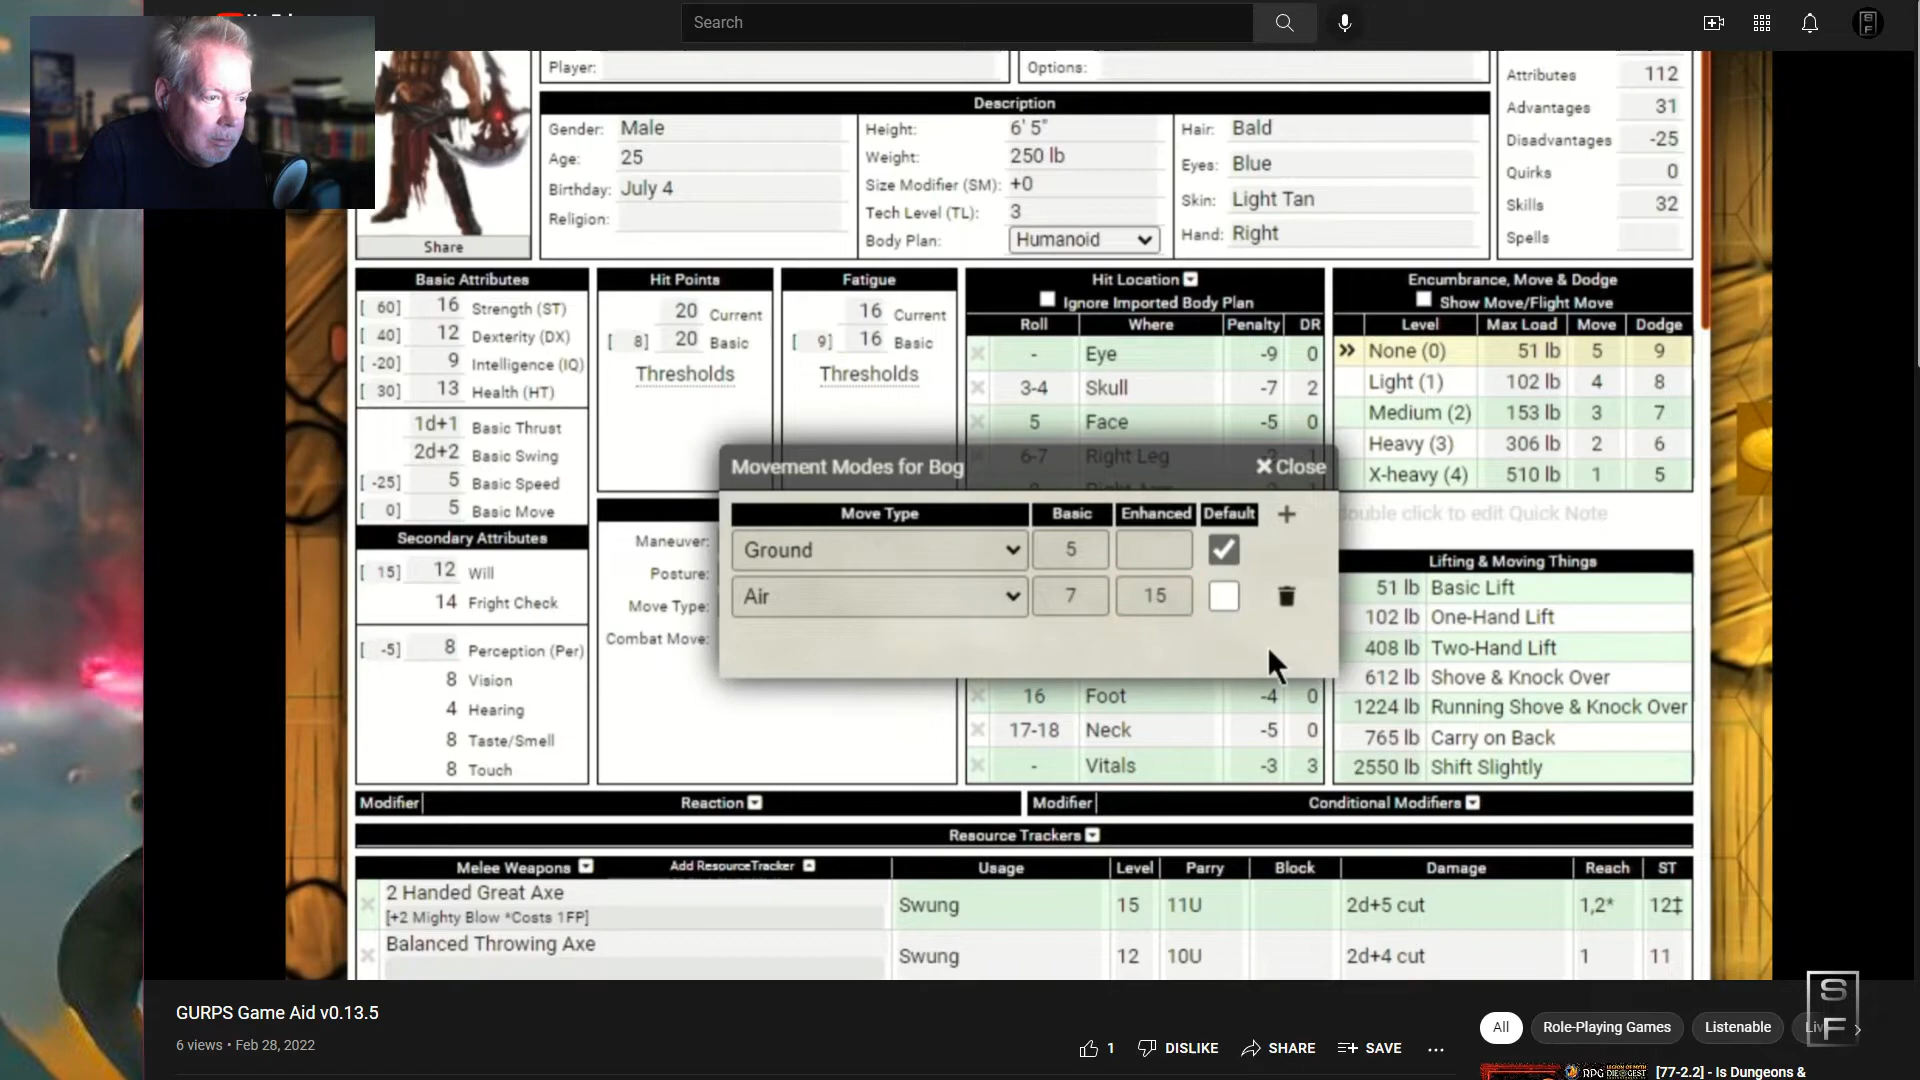 Search
Player:
Options:
Attributes 112
Advantages 31
Disadvantages -25
Quirks 0
Skills 32
Spells
Share
Description
Gender: Male
Age: 25
Birthday: July 4
Religion:
Height: 6' 5"
Weight: 250 lb
Size Modifier (SM): +0
Tech Level (TL): 3
Body Plan: Humanoid
Hair: Bald
Eyes: Blue
Skin: Light Tan
Hand: Right
Basic Attributes
[ 60] 16 Strength (ST)
[ 40] 12 Dexterity (DX)
[ -20] 9 Intelligence (IQ)
[ 30] 13 Health (HT)
1d+1 Basic Thrust
2d+2 Basic Swing
[ -25] 5 Basic Speed
[ 0] 5 Basic Move
Secondary Attributes
[ 15] 12 Will
14 Fright Check
[ -5] 8 Perception (Per)
8 Vision
4 Hearing
8 Taste/Smell
8 Touch
Hit Points
20 Current
[ 8] 20 Basic
Thresholds
Fatigue
16 Current
[ 9] 16 Basic
Thresholds
Maneuver:
Posture:
Move Type:
Combat Move:
Hit Location
Ignore Imported Body Plan
Roll Where Penalty DR
- Eye -9 0
3-4 Skull -7 2
5 Face -5 0
6-7 Right Leg
Movement Modes for Bog
Close
Move Type Basic Enhanced Default +
Ground 5
Air 7 15
16 Foot -4 0
17-18 Neck -5 0
- Vitals -3 3
Encumbrance, Move & Dodge
Show Move/Flight Move
Level Max Load Move Dodge
None (0) 51 lb 5 9
Light (1) 102 lb 4 8
Medium (2) 153 lb 3 7
Heavy (3) 306 lb 2 6
X-heavy (4) 510 lb 1 5
double click to edit Quick Note
Lifting & Moving Things
51 lb Basic Lift
102 lb One-Hand Lift
408 lb Two-Hand Lift
612 lb Shove & Knock Over
1224 lb Running Shove & Knock Over
765 lb Carry on Back
2550 lb Shift Slightly
Modifier Reaction
Modifier Conditional Modifiers
Resource Trackers
Melee Weapons Add ResourceTracker Usage Level Parry Block Damage Reach ST
2 Handed Great Axe
[+2 Mighty Blow *Costs 1FP]
Swung 15 11U 2d+5 cut 1,2* 12‡
Balanced Throwing Axe
Swung 12 10U 2d+4 cut 1 11
GURPS Game Aid v0.13.5
6 views • Feb 28, 2022
1 DISLIKE SHARE SAVE ...
All Role-Playing Games Listenable
S
F
RPG DIEGEST
[77-2.2] - Is Dungeons &